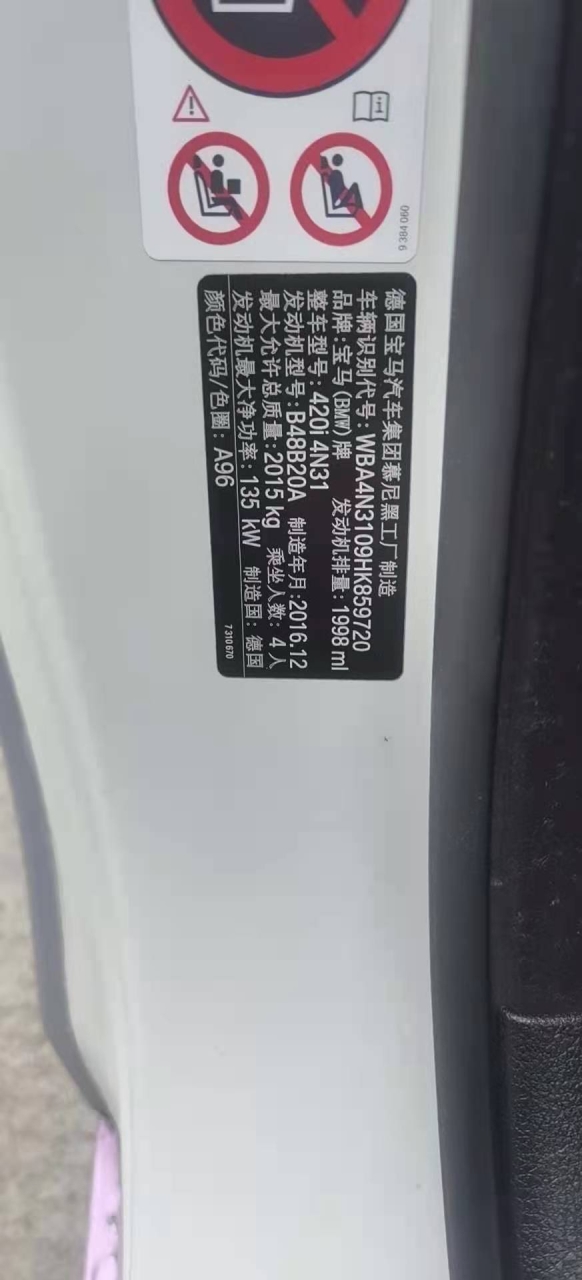 9 384 060
德国宝马汽车集团慕尼黑工厂制造
车辆识别代号: WBA4N3109HK859720
品牌:宝马(BMW)牌 发动机排量: 1998 ml
整车型号: 420i 4N31
发动机型号: B48B20A 制造年月:2016.12
最大允许总质量:2015 kg 乘坐人数: 4 人
发动机最大净功率:135 kW 制造国: 德国
颜色代码/色圈: A96
7 310 670